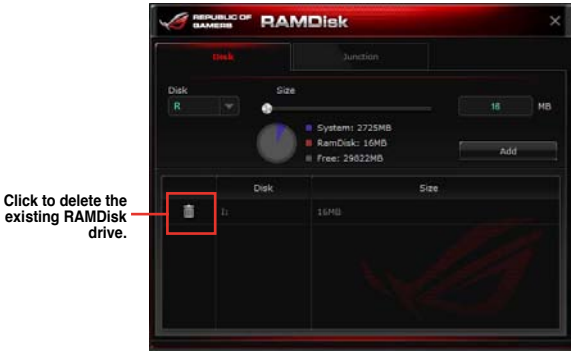 REPUBLIC OF
GAMERS
RAMDisk
Disk
Junction
Disk
Size
R
16
MB
System: 2725MB
RamDisk: 16MB
Free: 29822MB
Add
Disk
Size
I:
16MB
Click to delete the
existing RAMDisk
drive.